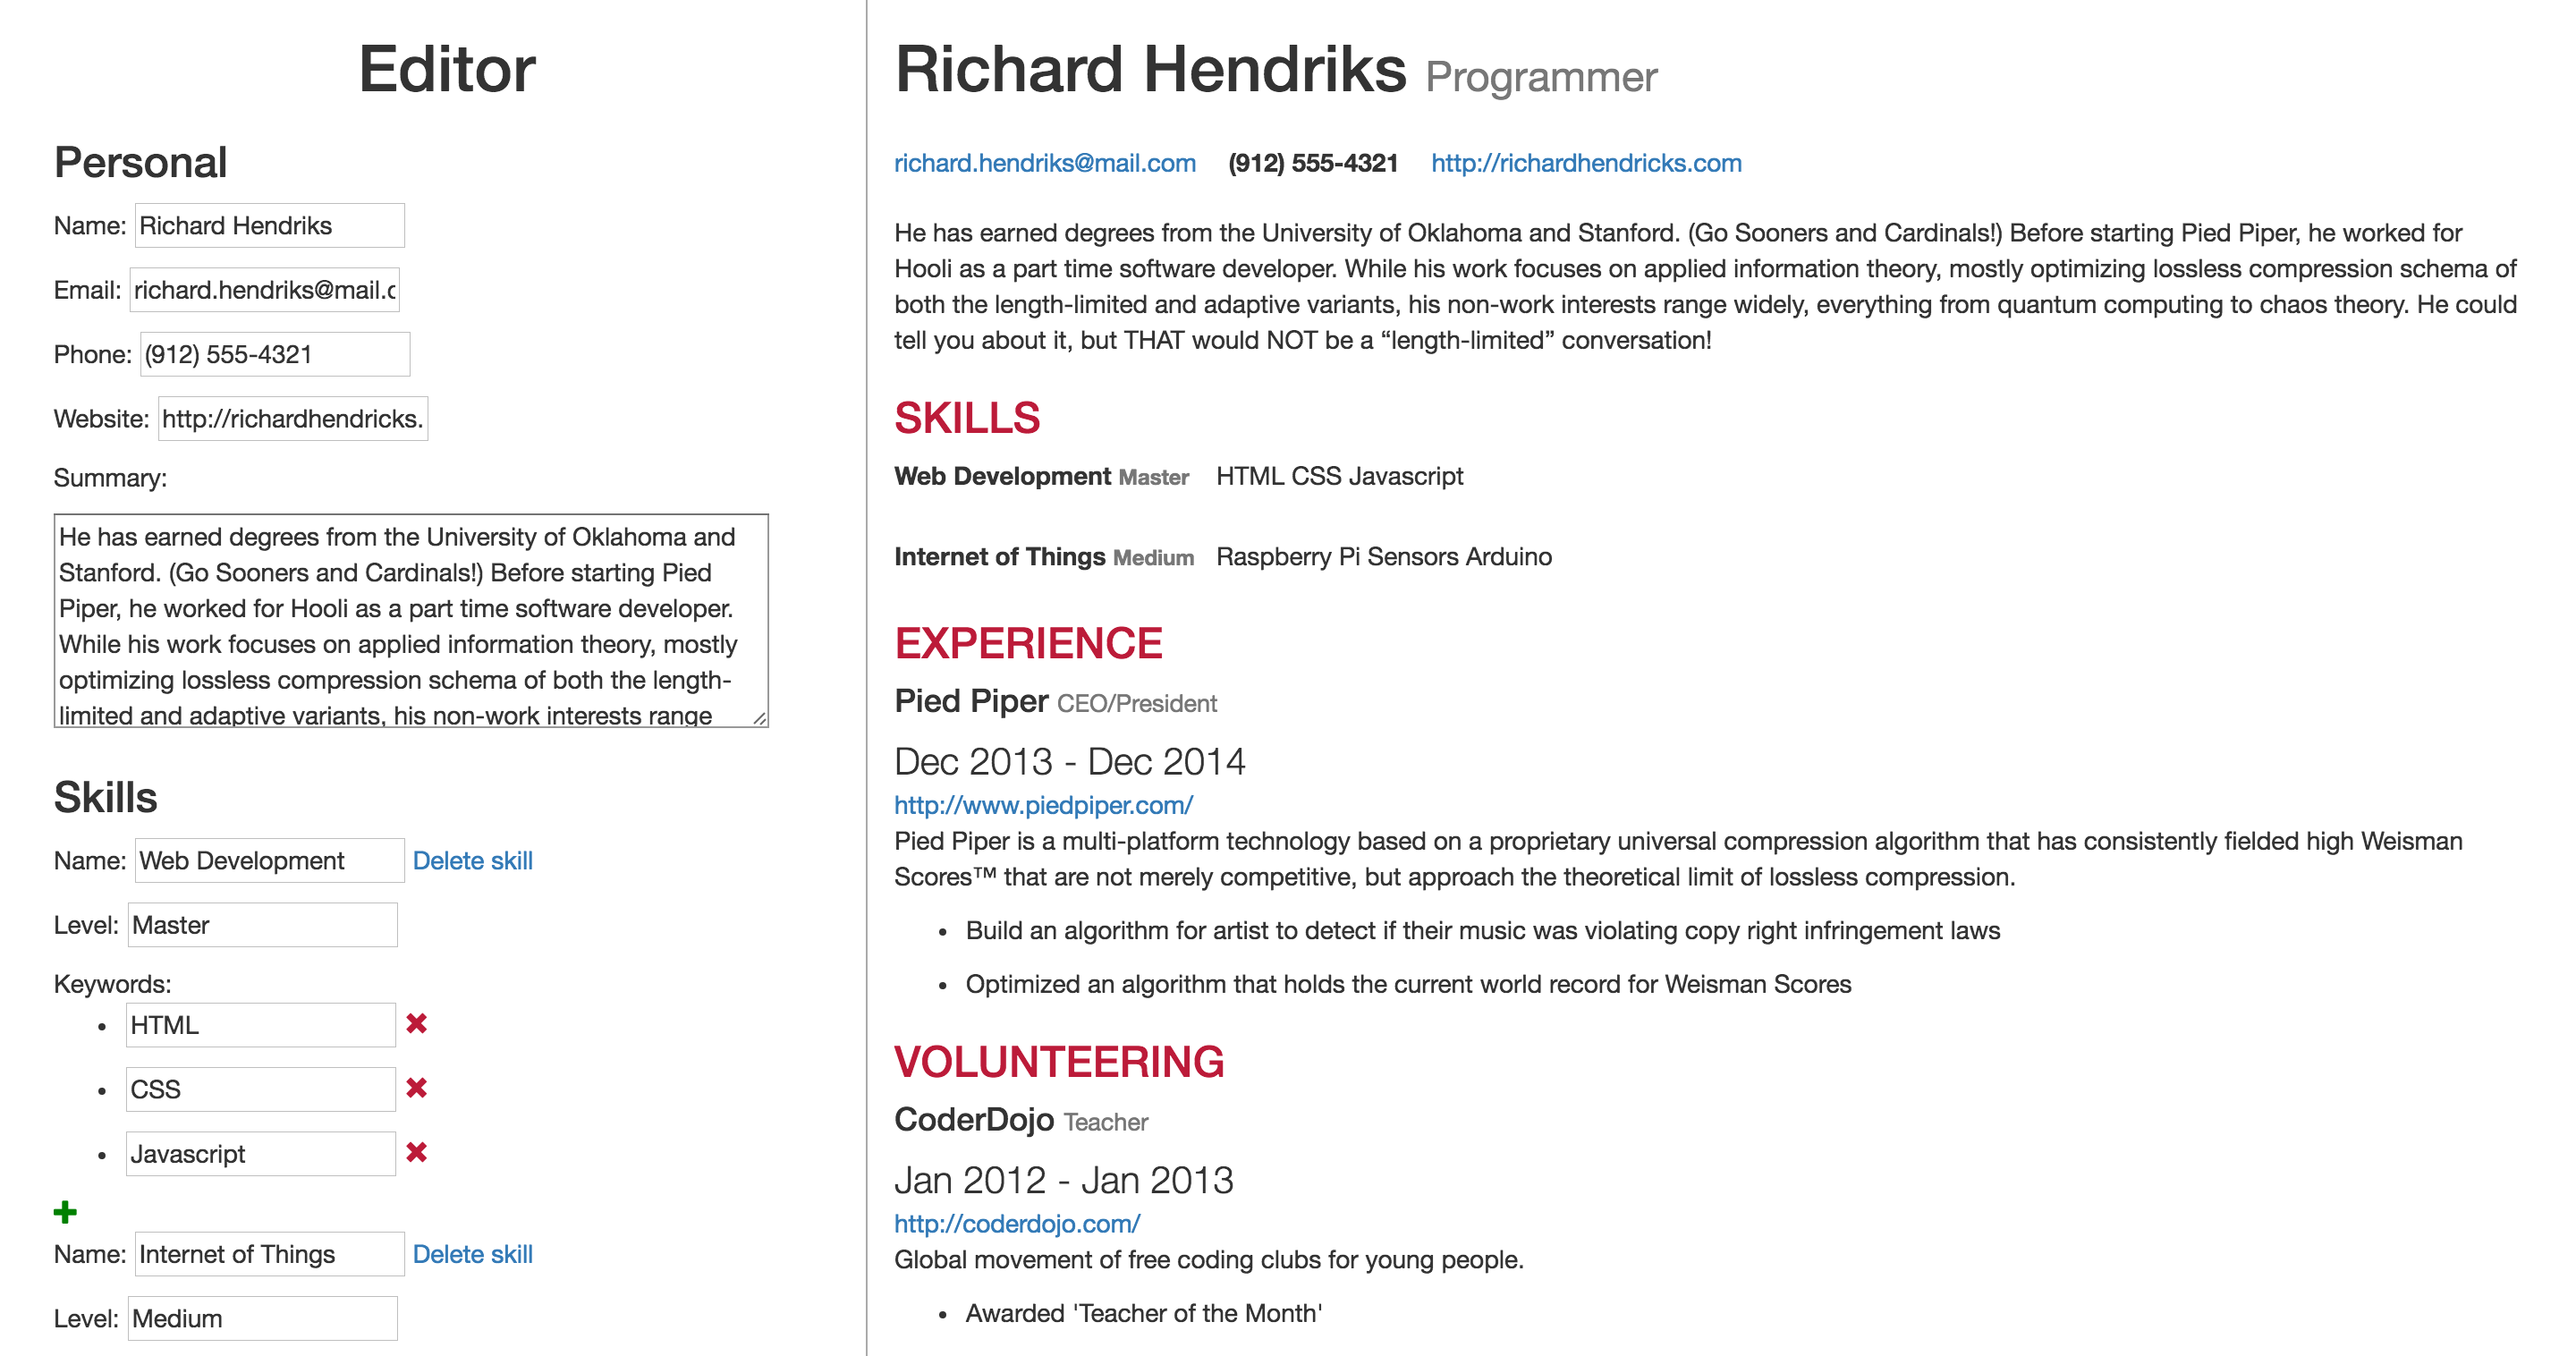 Editor
Personal
Name: Richard Hendriks
Email: richard.hendriks@mail.c
Phone: (912) 555-4321
Website: http://richardhendricks.
Summary:
He has earned degrees from the University of Oklahoma and
Stanford. (Go Sooners and Cardinals!) Before starting Pied
Piper, he worked for Hooli as a part time software developer.
While his work focuses on applied information theory, mostly
optimizing lossless compression schema of both the length-
limited and adaptive variants, his non-work interests range
Skills
Name: Web Development Delete skill
Level: Master
Keywords:
HTML
CSS
Javascript
Name: Internet of Things Delete skill
Level: Medium
Richard Hendriks Programmer
richard.hendriks@mail.com (912) 555-4321 http://richardhendricks.com
He has earned degrees from the University of Oklahoma and Stanford. (Go Sooners and Cardinals!) Before starting Pied Piper, he worked for
Hooli as a part time software developer. While his work focuses on applied information theory, mostly optimizing lossless compression schema of
both the length-limited and adaptive variants, his non-work interests range widely, everything from quantum computing to chaos theory. He could
tell you about it, but THAT would NOT be a “length-limited” conversation!
SKILLS
Web Development Master HTML CSS Javascript
Internet of Things Medium Raspberry Pi Sensors Arduino
EXPERIENCE
Pied Piper CEO/President
Dec 2013 - Dec 2014
http://www.piedpiper.com/
Pied Piper is a multi-platform technology based on a proprietary universal compression algorithm that has consistently fielded high Weisman
Scores™ that are not merely competitive, but approach the theoretical limit of lossless compression.
• Build an algorithm for artist to detect if their music was violating copy right infringement laws
• Optimized an algorithm that holds the current world record for Weisman Scores
VOLUNTEERING
CoderDojo Teacher
Jan 2012 - Jan 2013
http://coderdojo.com/
Global movement of free coding clubs for young people.
• Awarded 'Teacher of the Month'